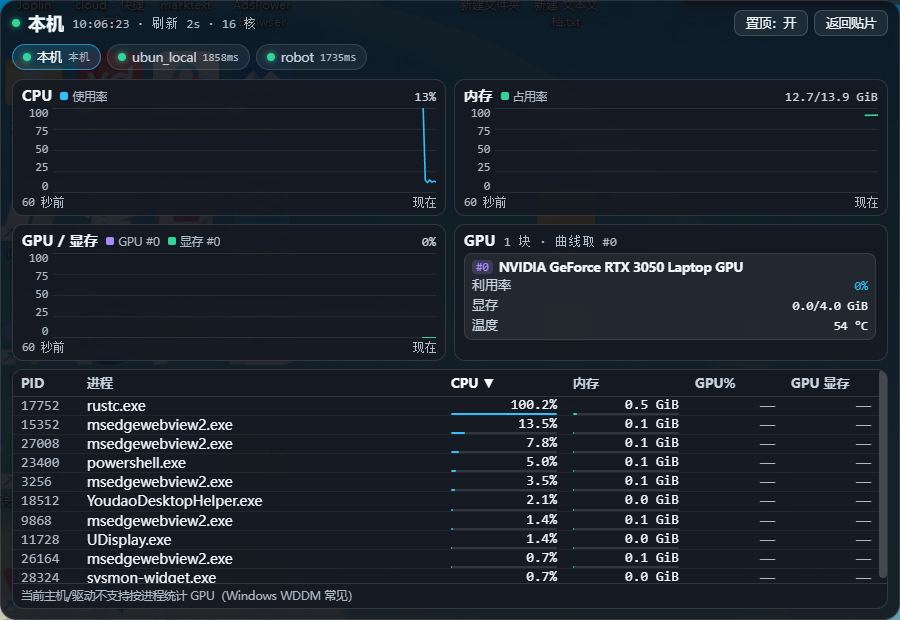 本机 10:06:23 · 刷新 2s · 16 核 置顶: 开 返回贴片
本机 本机 ubun_local 1858ms robot 1735ms
CPU 使用率 13%
100
75
50
25
0
60 秒前 现在
内存 占用率 12.7/13.9 GiB
100
75
50
25
0
60 秒前 现在
GPU / 显存 GPU #0 显存 #0 0%
100
75
50
25
0
60 秒前 现在
GPU 1 块 · 曲线取 #0
#0 NVIDIA GeForce RTX 3050 Laptop GPU
利用率 0%
显存 0.0/4.0 GiB
温度 54 °C
PID 进程 CPU ▼ 内存 GPU% GPU 显存
17752 rustc.exe 100.2% 0.5 GiB — —
15352 msedgewebview2.exe 13.5% 0.1 GiB — —
27008 msedgewebview2.exe 7.8% 0.1 GiB — —
23400 powershell.exe 5.0% 0.1 GiB — —
3256 msedgewebview2.exe 3.5% 0.1 GiB — —
18512 YoudaoDesktopHelper.exe 2.1% 0.0 GiB — —
9868 msedgewebview2.exe 1.4% 0.1 GiB — —
11728 UDisplay.exe 1.4% 0.0 GiB — —
26164 msedgewebview2.exe 0.7% 0.1 GiB — —
28324 sysmon-widget.exe 0.7% 0.0 GiB — —
当前主机/驱动不支持按进程统计 GPU（Windows WDDM 常见）